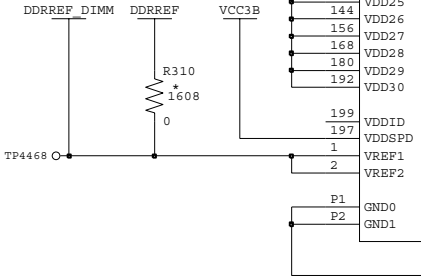 DDRREF_DIMM DDRREF VCC3B
VDD25
144 VDD26
156 VDD27
168 VDD28
180 VDD29
192 VDD30
R310
*
1608
0
199 VDDID
197 VDDSPD
TP4468
1 VREF1
2 VREF2
P1 GND0
P2 GND1